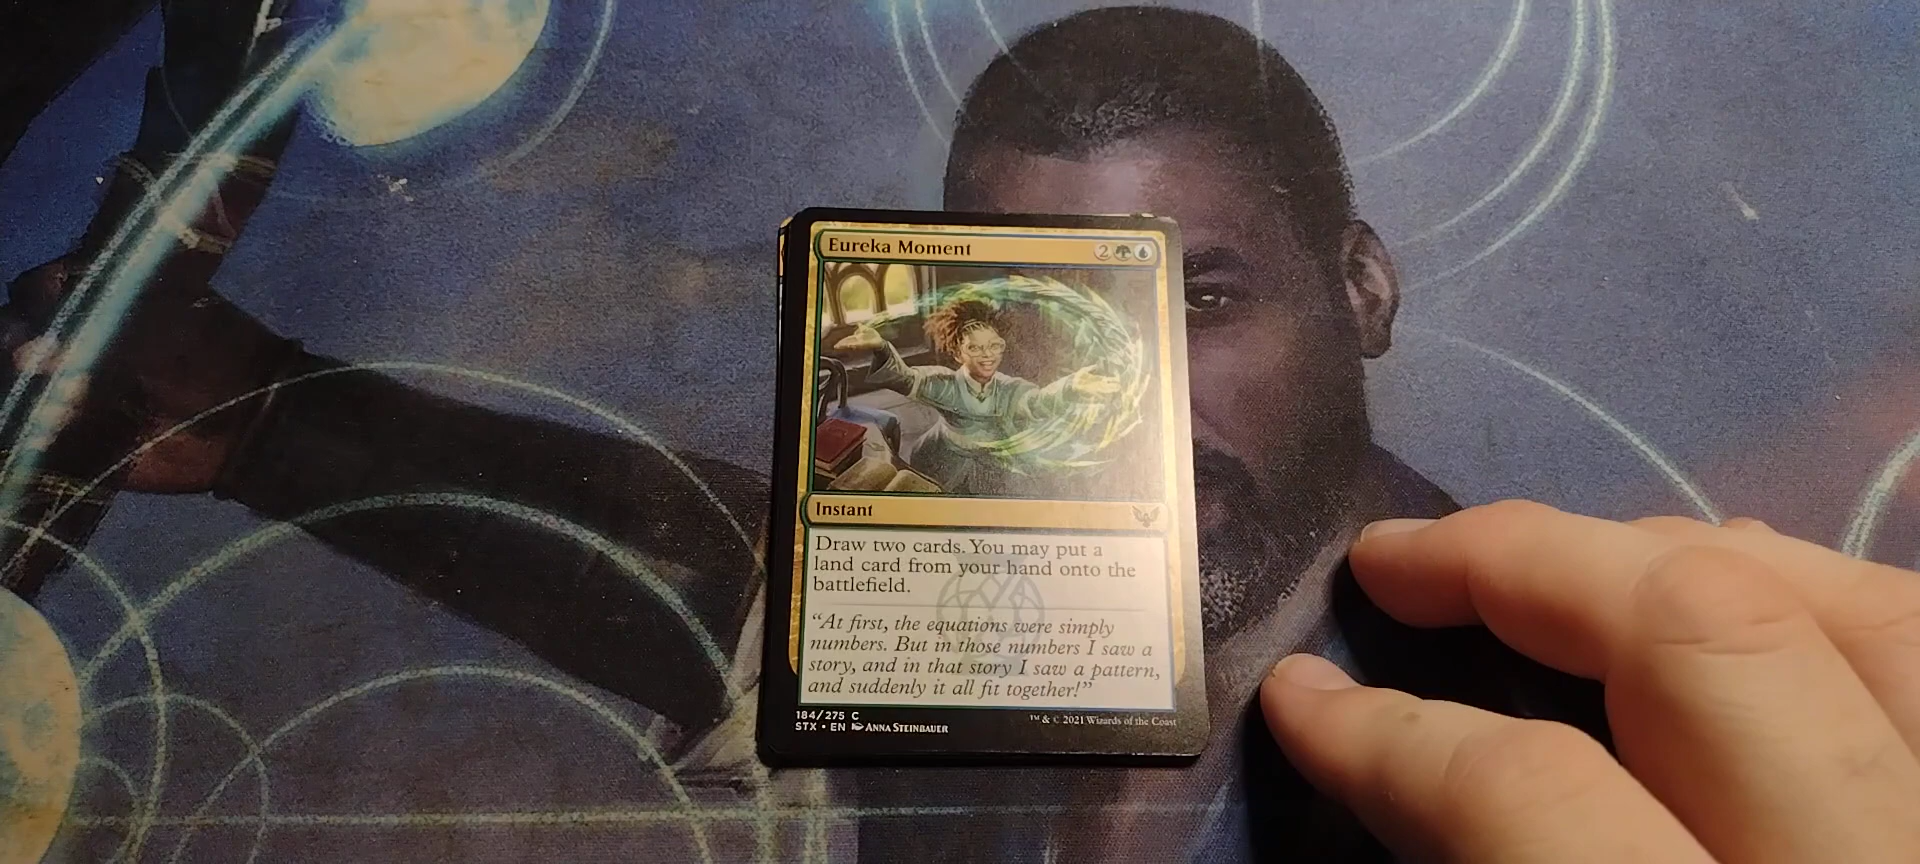 Eureka Moment 2
Instant
Draw two cards. You may put a
land card from your hand onto the
battlefield.
“At first, the equations were simply
numbers. But in those numbers I saw a
story, and in that story I saw a pattern,
and suddenly it all fit together!”
184/275 C
STX • EN Anna Steinbauer
™ & © 2021 Wizards of the Coast